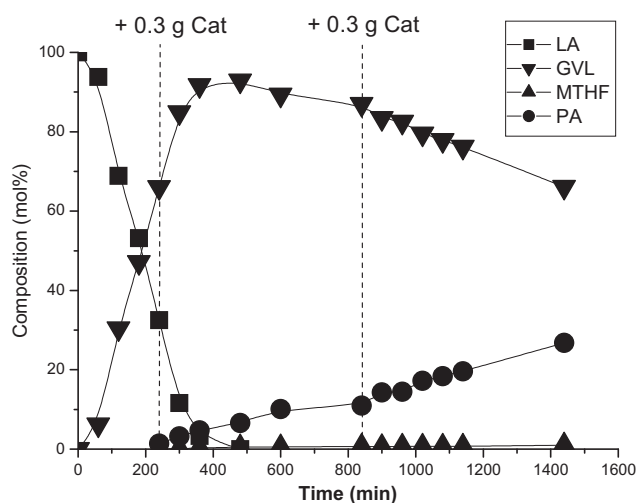 + 0.3 g Cat + 0.3 g Cat
LA
GVL
MTHF
PA
100
80
60
40
20
0
Composition (mol%)
0 200 400 600 800 1000 1200 1400 1600
Time (min)